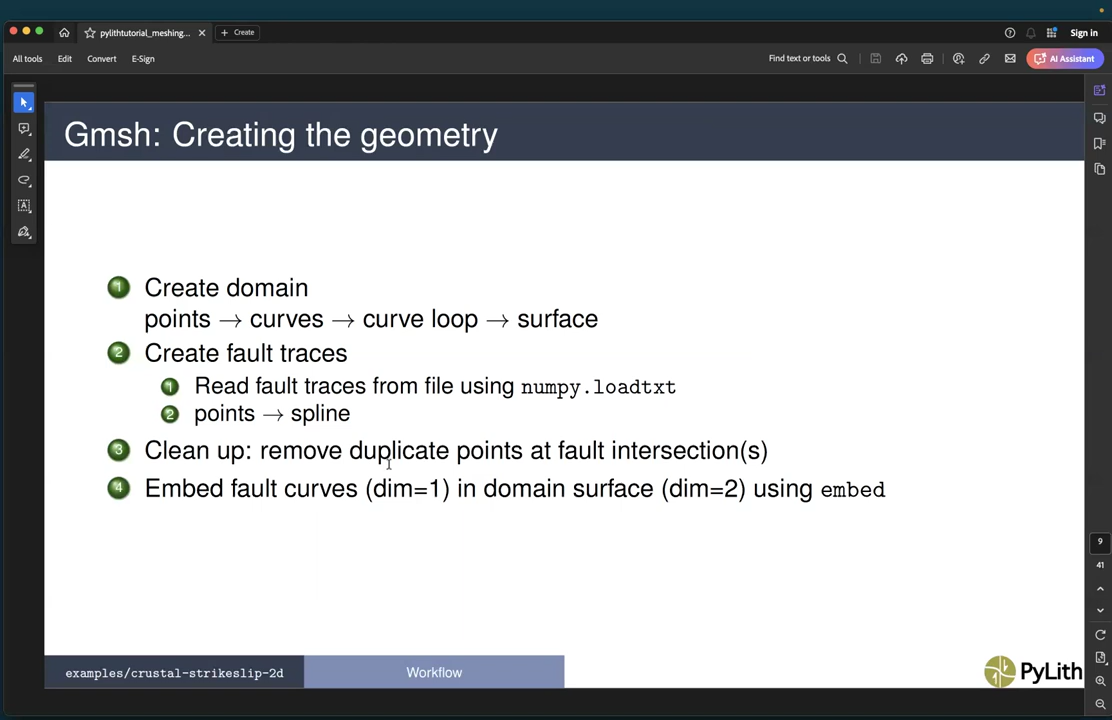 pylithtutorial_meshing...
Create
Sign in
All tools
Edit
Convert
E-Sign
Find text or tools
AI Assistant
Gmsh: Creating the geometry
1 Create domain
points → curves → curve loop → surface
2 Create fault traces
1 Read fault traces from file using numpy.loadtxt
2 points → spline
3 Clean up: remove duplicate points at fault intersection(s)
4 Embed fault curves (dim=1) in domain surface (dim=2) using embed
9
41
examples/crustal-strikeslip-2d
Workflow
PyLith